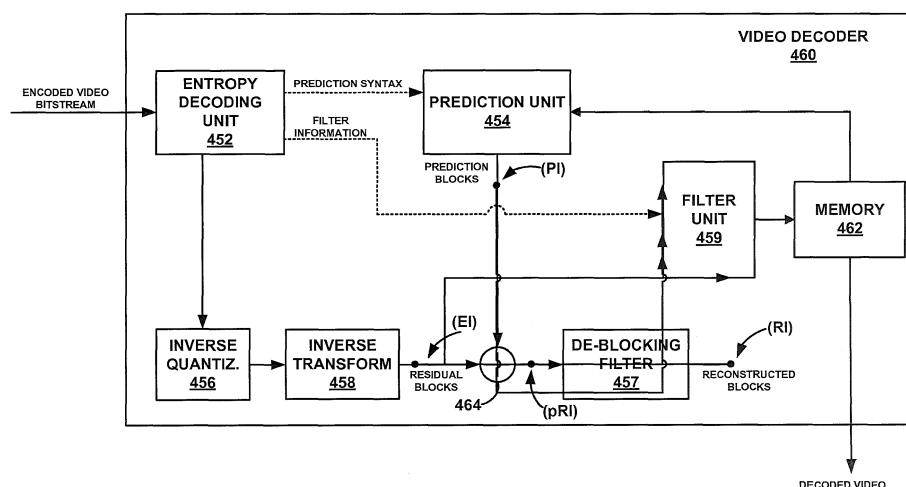 VIDEO DECODER
460
ENCODED VIDEO
BITSTREAM
ENTROPY
DECODING
UNIT
452
PREDICTION SYNTAX
FILTER
INFORMATION
PREDICTION UNIT
454
PREDICTION
BLOCKS
(PI)
FILTER
UNIT
459
MEMORY
462
INVERSE
QUANTIZ.
456
INVERSE
TRANSFORM
458
(EI)
RESIDUAL
BLOCKS
464
(pRI)
DE-BLOCKING
FILTER
457
(RI)
RECONSTRUCTED
BLOCKS
DECODED VIDEO